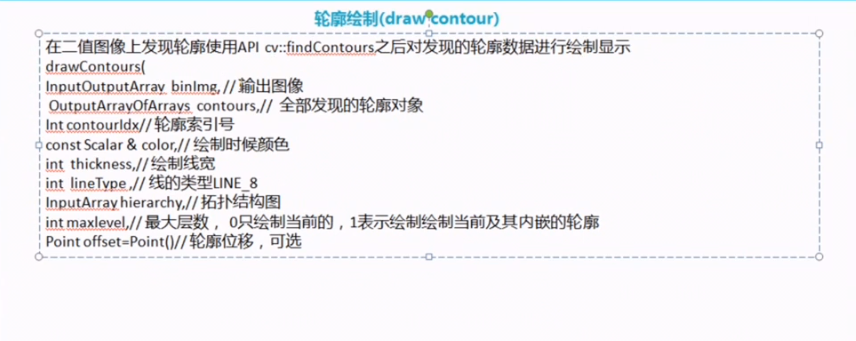 轮廓绘制(draw contour)
在二值图像上发现轮廓使用API cv::findContours之后对发现的轮廓数据进行绘制显示
drawContours(
InputOutputArray binImg, // 输出图像
OutputArrayOfArrays contours,// 全部发现的轮廓对象
Int contourIdx// 轮廓索引号
const Scalar & color,// 绘制时候颜色
int thickness,// 绘制线宽
int lineType ,// 线的类型LINE_8
InputArray hierarchy,// 拓扑结构图
int maxlevel,// 最大层数， 0只绘制当前的，1表示绘制绘制当前及其内嵌的轮廓
Point offset=Point()// 轮廓位移，可选